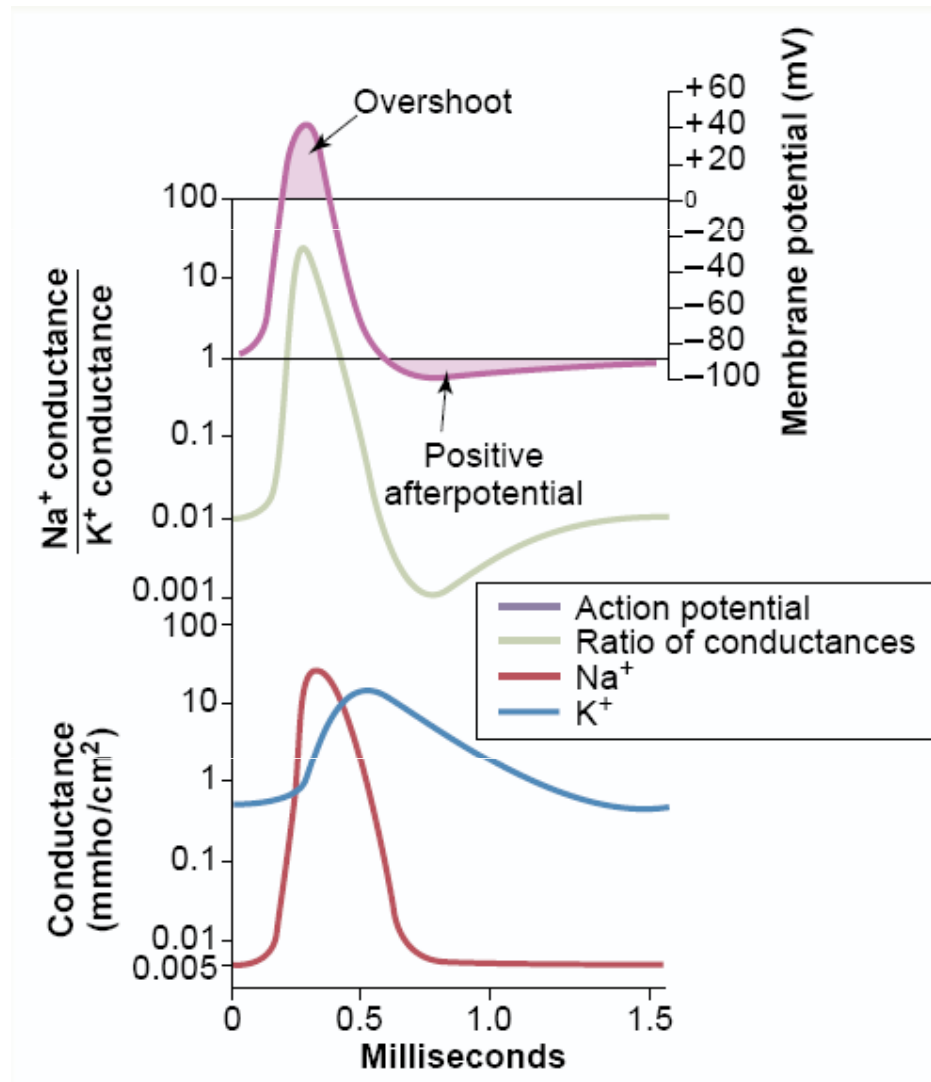 Overshoot
+60
+40
+20
0
−20
−40
−60
−80
−100
Membrane potential (mV)
100
10
1
0.1
0.01
0.001
Na+ conductance
K+ conductance
Positive
afterpotential
Action potential
Ratio of conductances
Na+
K+
100
10
1
0.1
0.01
0.005
Conductance
(mmho/cm2)
0
0.5
1.0
1.5
Milliseconds